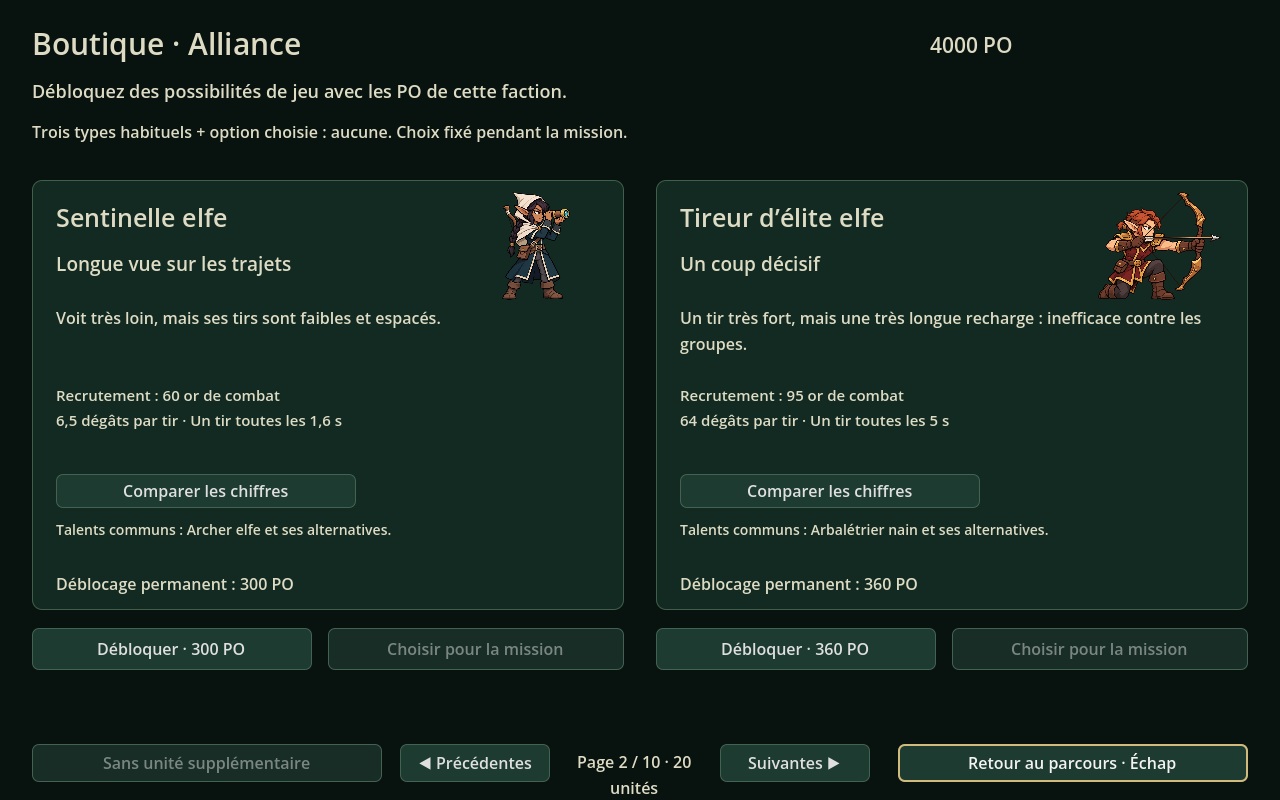 Boutique · Alliance
4000 PO
Débloquez des possibilités de jeu avec les PO de cette faction.
Trois types habituels + option choisie : aucune. Choix fixé pendant la mission.
Sentinelle elfe
Longue vue sur les trajets
Voit très loin, mais ses tirs sont faibles et espacés.
Recrutement : 60 or de combat
6,5 dégâts par tir · Un tir toutes les 1,6 s
Comparer les chiffres
Talents communs : Archer elfe et ses alternatives.
Déblocage permanent : 300 PO
Débloquer · 300 PO
Choisir pour la mission
Tireur d’élite elfe
Un coup décisif
Un tir très fort, mais une très longue recharge : inefficace contre les
groupes.
Recrutement : 95 or de combat
64 dégâts par tir · Un tir toutes les 5 s
Comparer les chiffres
Talents communs : Arbalétrier nain et ses alternatives.
Déblocage permanent : 360 PO
Débloquer · 360 PO
Choisir pour la mission
Sans unité supplémentaire
◀ Précédentes
Page 2 / 10 · 20
unités
Suivantes ▶
Retour au parcours · Échap